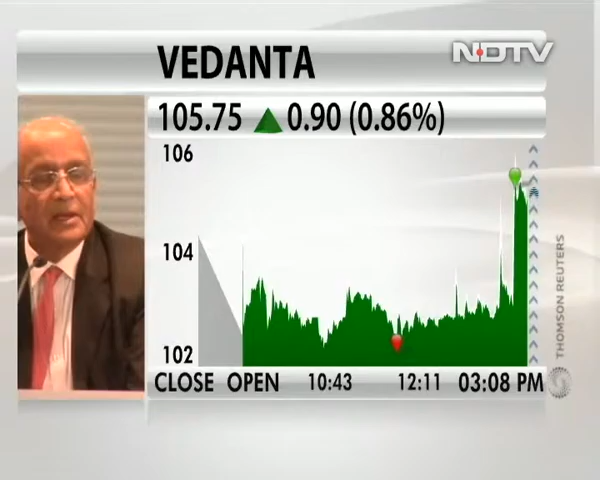 VEDANTA
NDTV
105.75 ▲ 0.90 (0.86%)
106
104
102
CLOSE OPEN 10:43 12:11 03:08 PM
THOMSON REUTERS